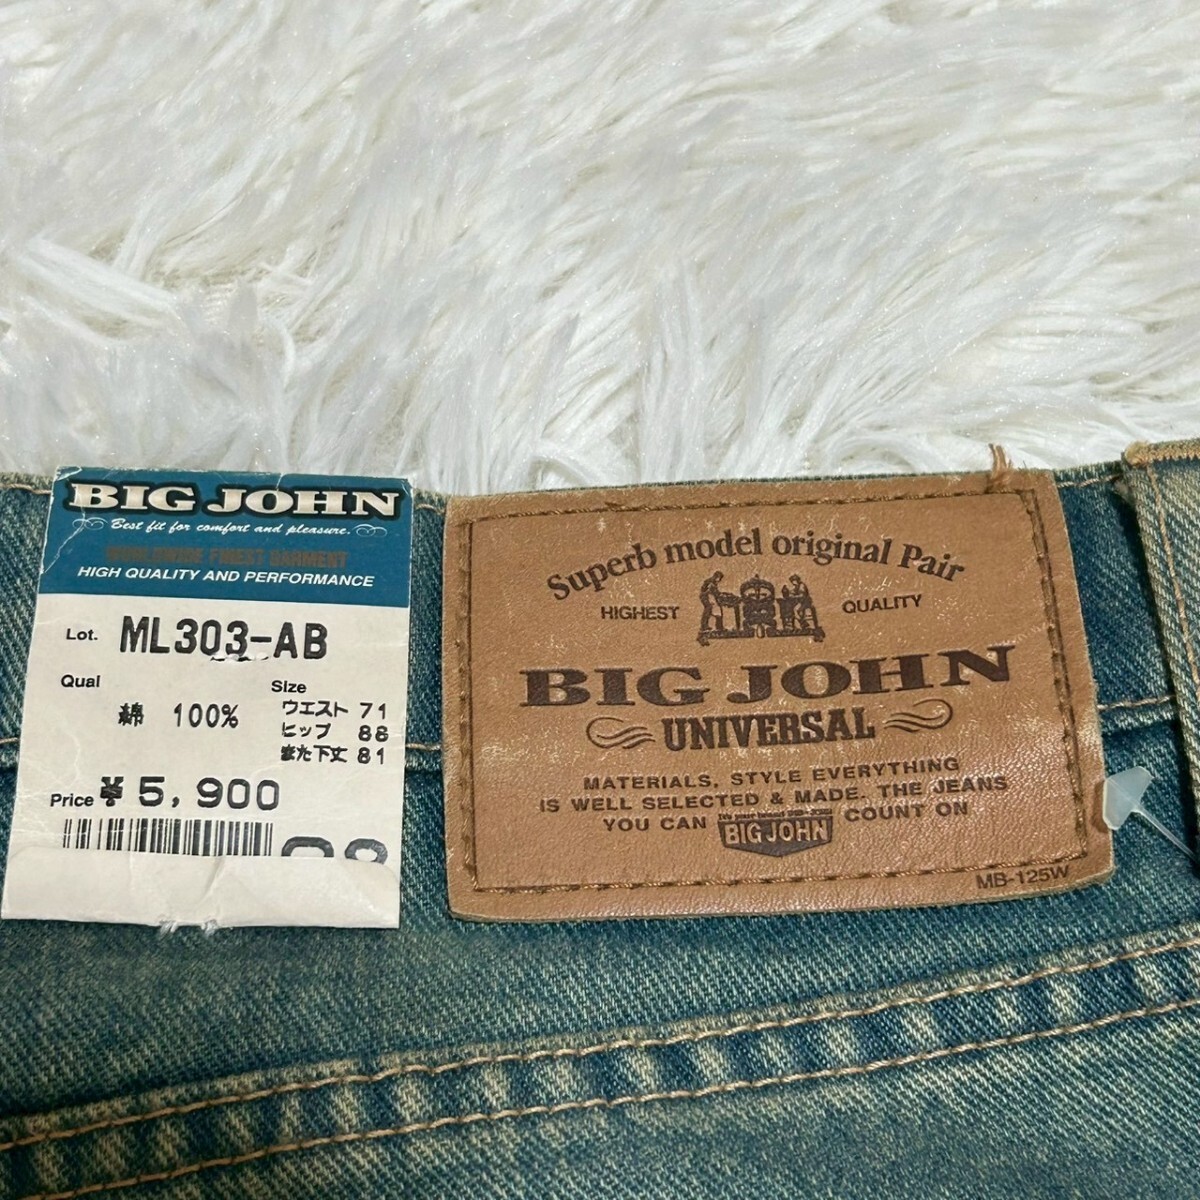 BIG JOHN
Best fit for comfort and pleasure.
WORLDWIDE FINEST GARMENT
HIGH QUALITY AND PERFORMANCE
Lot. ML303-AB
Qual
綿 100%
Size
ウエスト 71
ヒップ 88
また下丈 81
Price ¥5,900
Superb model original Pair
HIGHEST QUALITY
BIG JOHN
UNIVERSAL
MATERIALS, STYLE EVERYTHING
IS WELL SELECTED & MADE. THE JEANS
YOU CAN BIG JOHN COUNT ON
MB-125W